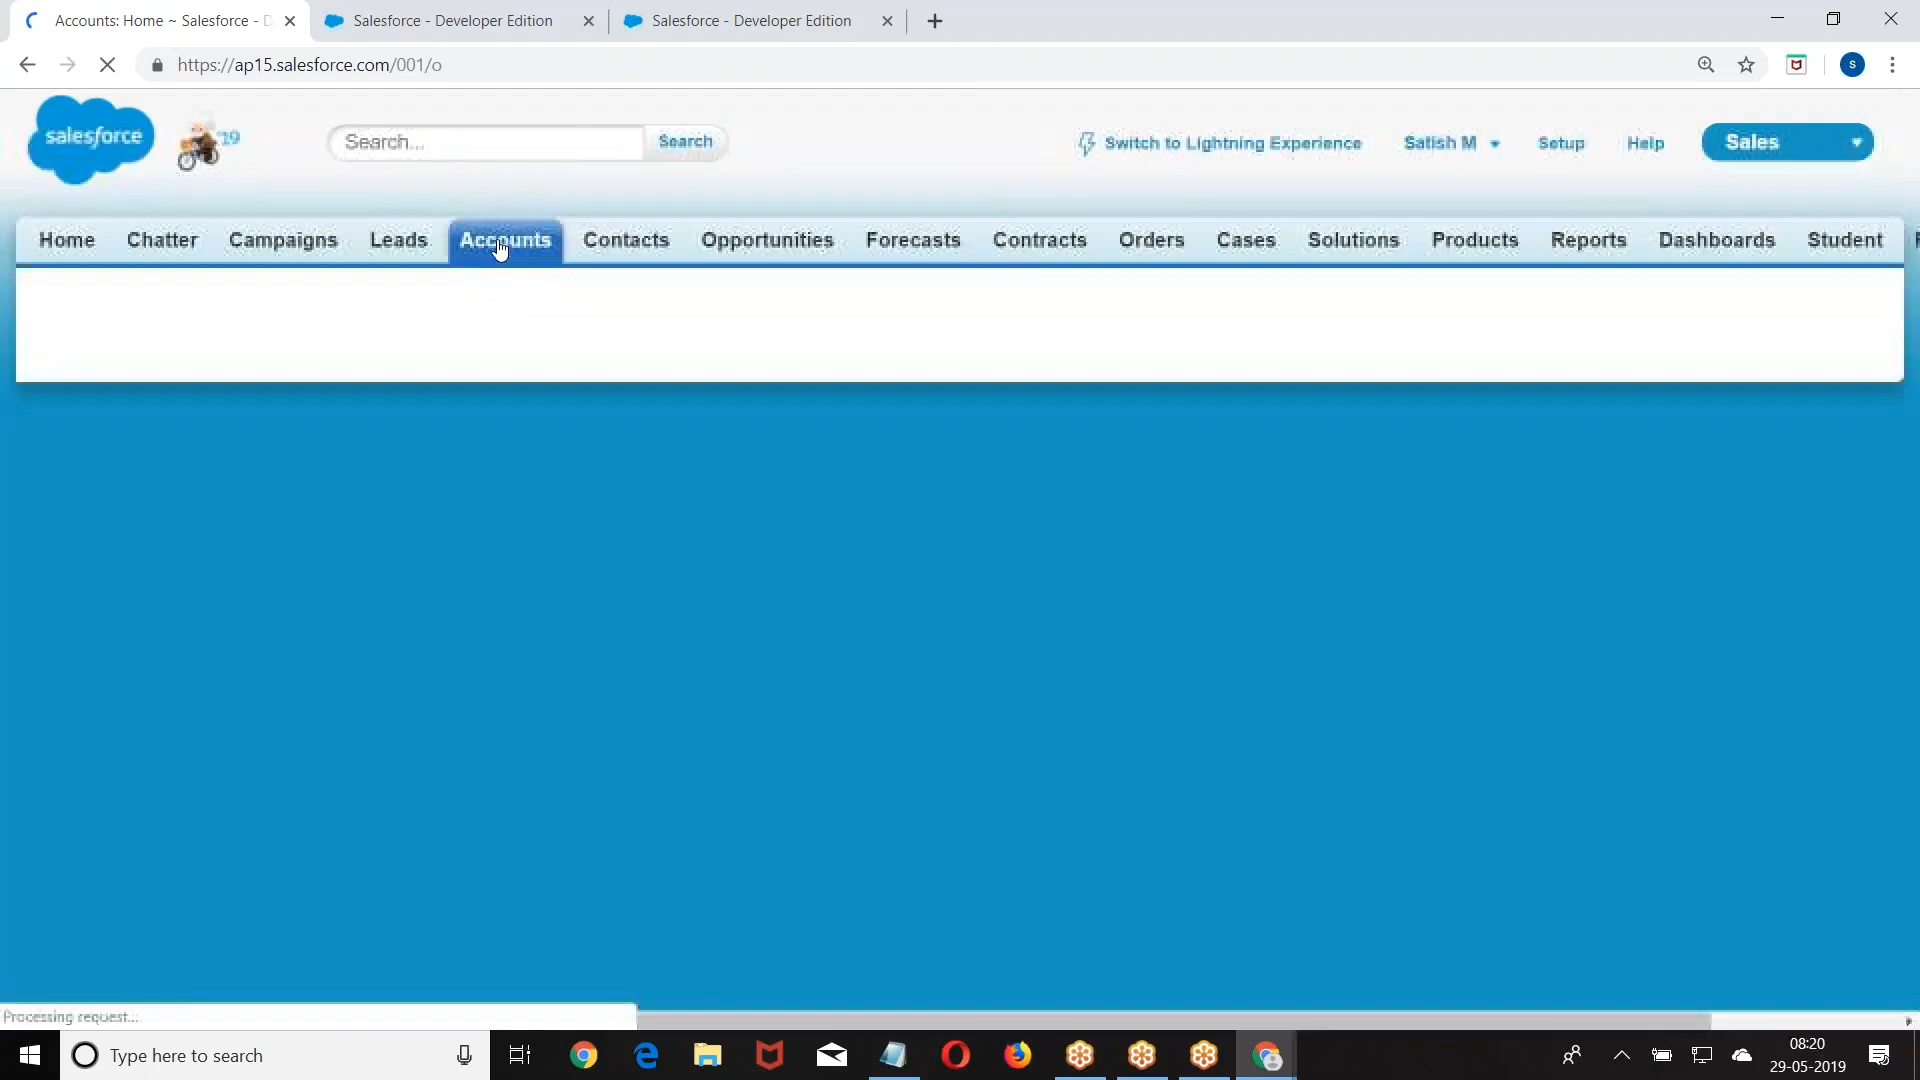 Accounts: Home ~ Salesforce - D
Salesforce - Developer Edition
Salesforce - Developer Edition
https://ap15.salesforce.com/001/o
S
salesforce
'19
Search...
Search
Switch to Lightning Experience
Satish M
Setup
Help
Sales
Home
Chatter
Campaigns
Leads
Accounts
Contacts
Opportunities
Forecasts
Contracts
Orders
Cases
Solutions
Products
Reports
Dashboards
Student
Processing request...
Type here to search
08:20
29-05-2019